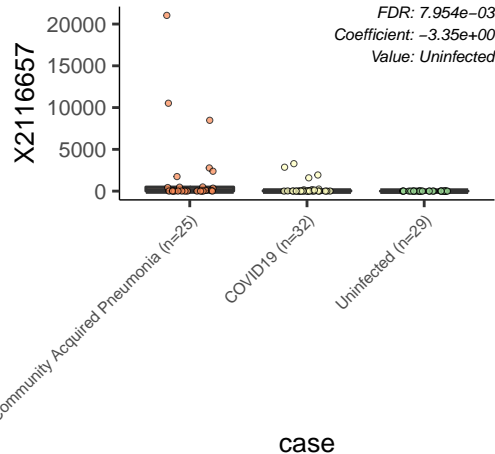 FDR: 7.954e−03
Coefficient: −3.35e+00
Value: Uninfected
X2116657
20000
15000
10000
5000
0
Community Acquired Pneumonia (n=25)
COVID19 (n=32)
Uninfected (n=29)
case